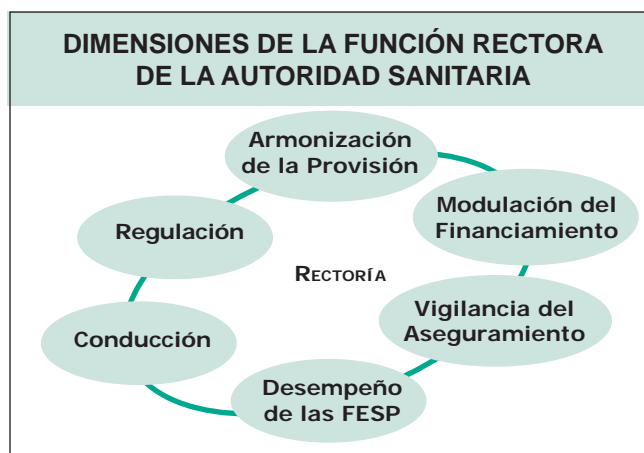 DIMENSIONES DE LA FUNCIÓN RECTORA
DE LA AUTORIDAD SANITARIA
Armonización
de la Provisión
Modulación del
Financiamiento
Regulación
RECTORÍA
Vigilancia del
Aseguramiento
Conducción
Desempeño
de las FESP